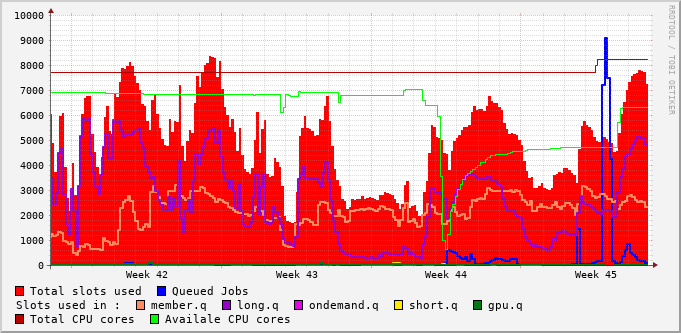 10000
9000
8000
7000
6000
5000
4000
3000
2000
1000
0
Week 42 Week 43 Week 44 Week 45
Total slots used Queued Jobs
Slots used in : member.q long.q ondemand.q short.q gpu.q
Total CPU cores Availale CPU cores
RRDTOOL / TOBI OETIKER